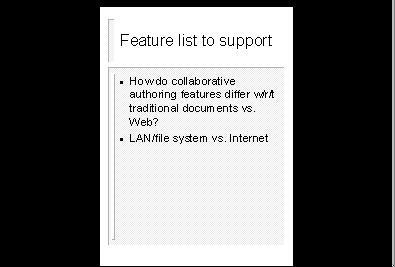 Feature list to support
• How do collaborative
authoring features differ w/r/t
traditional documents vs.
Web?
• LAN/file system vs. Internet